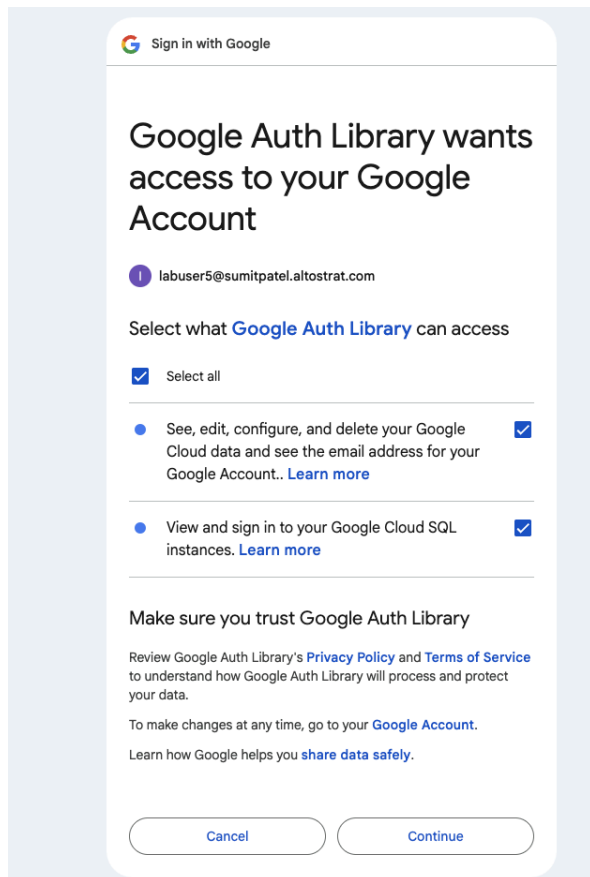 Sign in with Google
Google Auth Library wants
access to your Google
Account
l
labuser5@sumitpatel.altostrat.com
Select what Google Auth Library can access
Select all
See, edit, configure, and delete your Google
Cloud data and see the email address for your
Google Account.. Learn more
View and sign in to your Google Cloud SQL
instances. Learn more
Make sure you trust Google Auth Library
Review Google Auth Library's Privacy Policy and Terms of Service
to understand how Google Auth Library will process and protect
your data.
To make changes at any time, go to your Google Account.
Learn how Google helps you share data safely.
Cancel
Continue